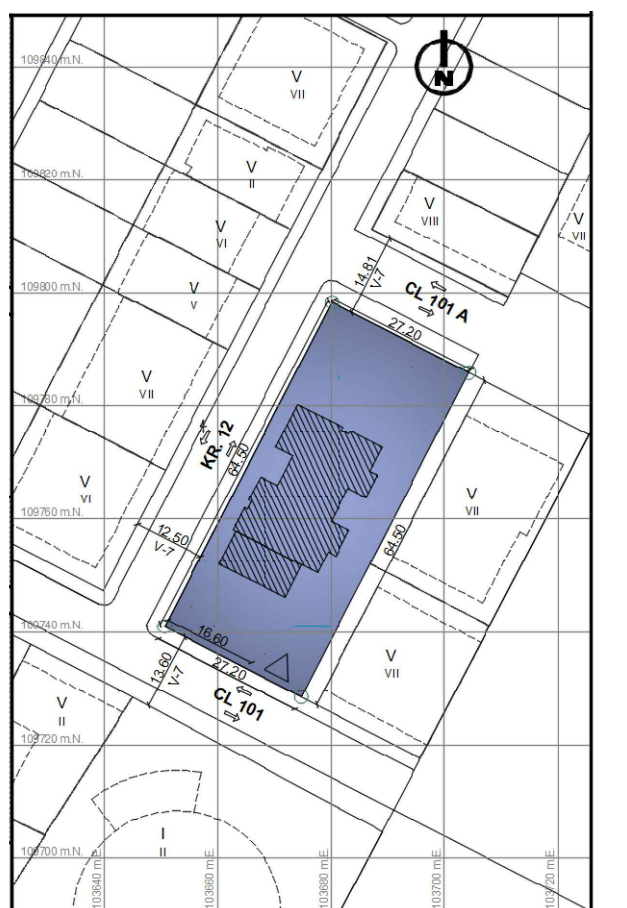 109840 m.N.
N
V
VII
109820 m.N.
V
II
V
VIII
V
VII
V
VI
109800 m.N.
V
V
14.81
V-7
CL 101 A
27.20
109780 m.N.
V
VII
KR. 12
64.50
V
VI
V
VII
109760 m.N.
12.50
V-7
64.50
109740 m.N.
16.60
V
VII
13.60
V-7
27.20
CL 101
V
II
109720 m.N.
I
II
109700 m.N.
103640 m.E.
103660 m.E.
103680 m.E.
103700 m.E.
103720 m.E.